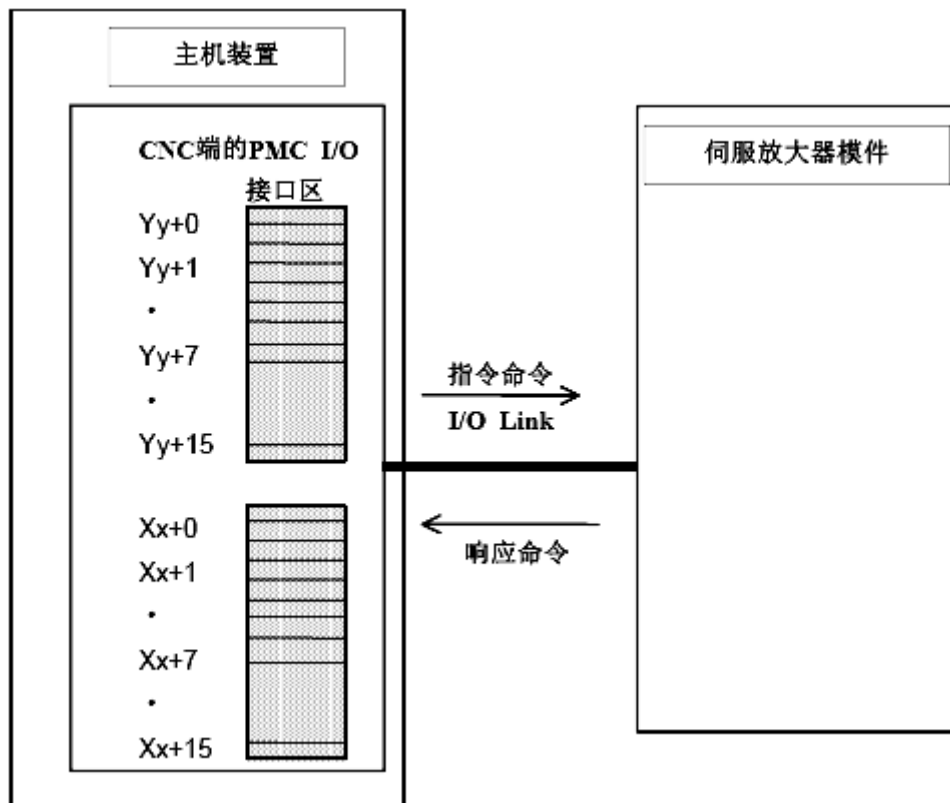 主机装置
CNC端的PMC I/O
接口区
Yy+0
Yy+1
·
Yy+7
·
Yy+15
Xx+0
Xx+1
·
Xx+7
·
Xx+15
指令命令
I/O Link
响应命令
伺服放大器模件